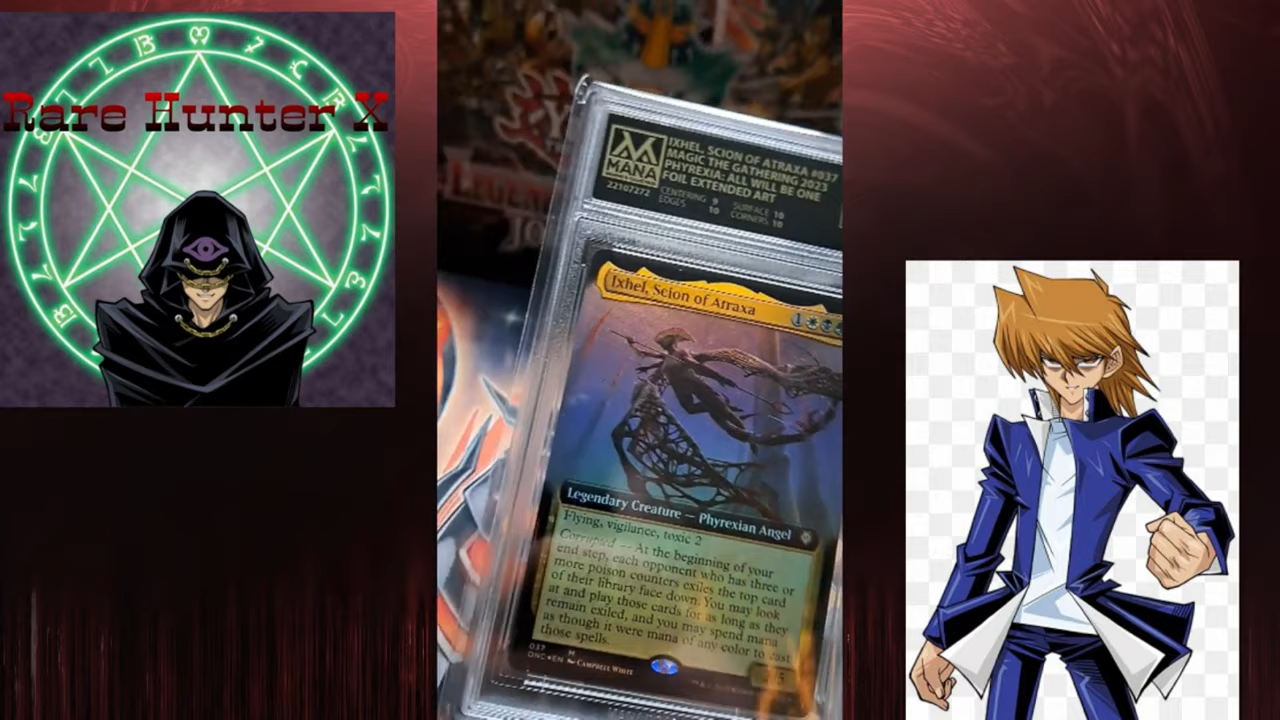 Rare Hunter X
MANA
22107272
IXHEL, SCION OF ATRAXA #037
MAGIC THE GATHERING 2023
PHYREXIA: ALL WILL BE ONE
FOIL EXTENDED ART
CENTERING 9 SURFACE 10
EDGES 10 CORNERS 10
Ixhel, Scion of Atraxa
1
Legendary Creature — Phyrexian Angel
Flying, vigilance, toxic 2
Corrupted — At the beginning of your
end step, each opponent who has three or
more poison counters exiles the top card
of their library face down. You may look
at and play those cards for as long as they
remain exiled, and you may spend mana
as though it were mana of any color to cast
those spells.
037 M
ONC EN CAMPBELL WHITE